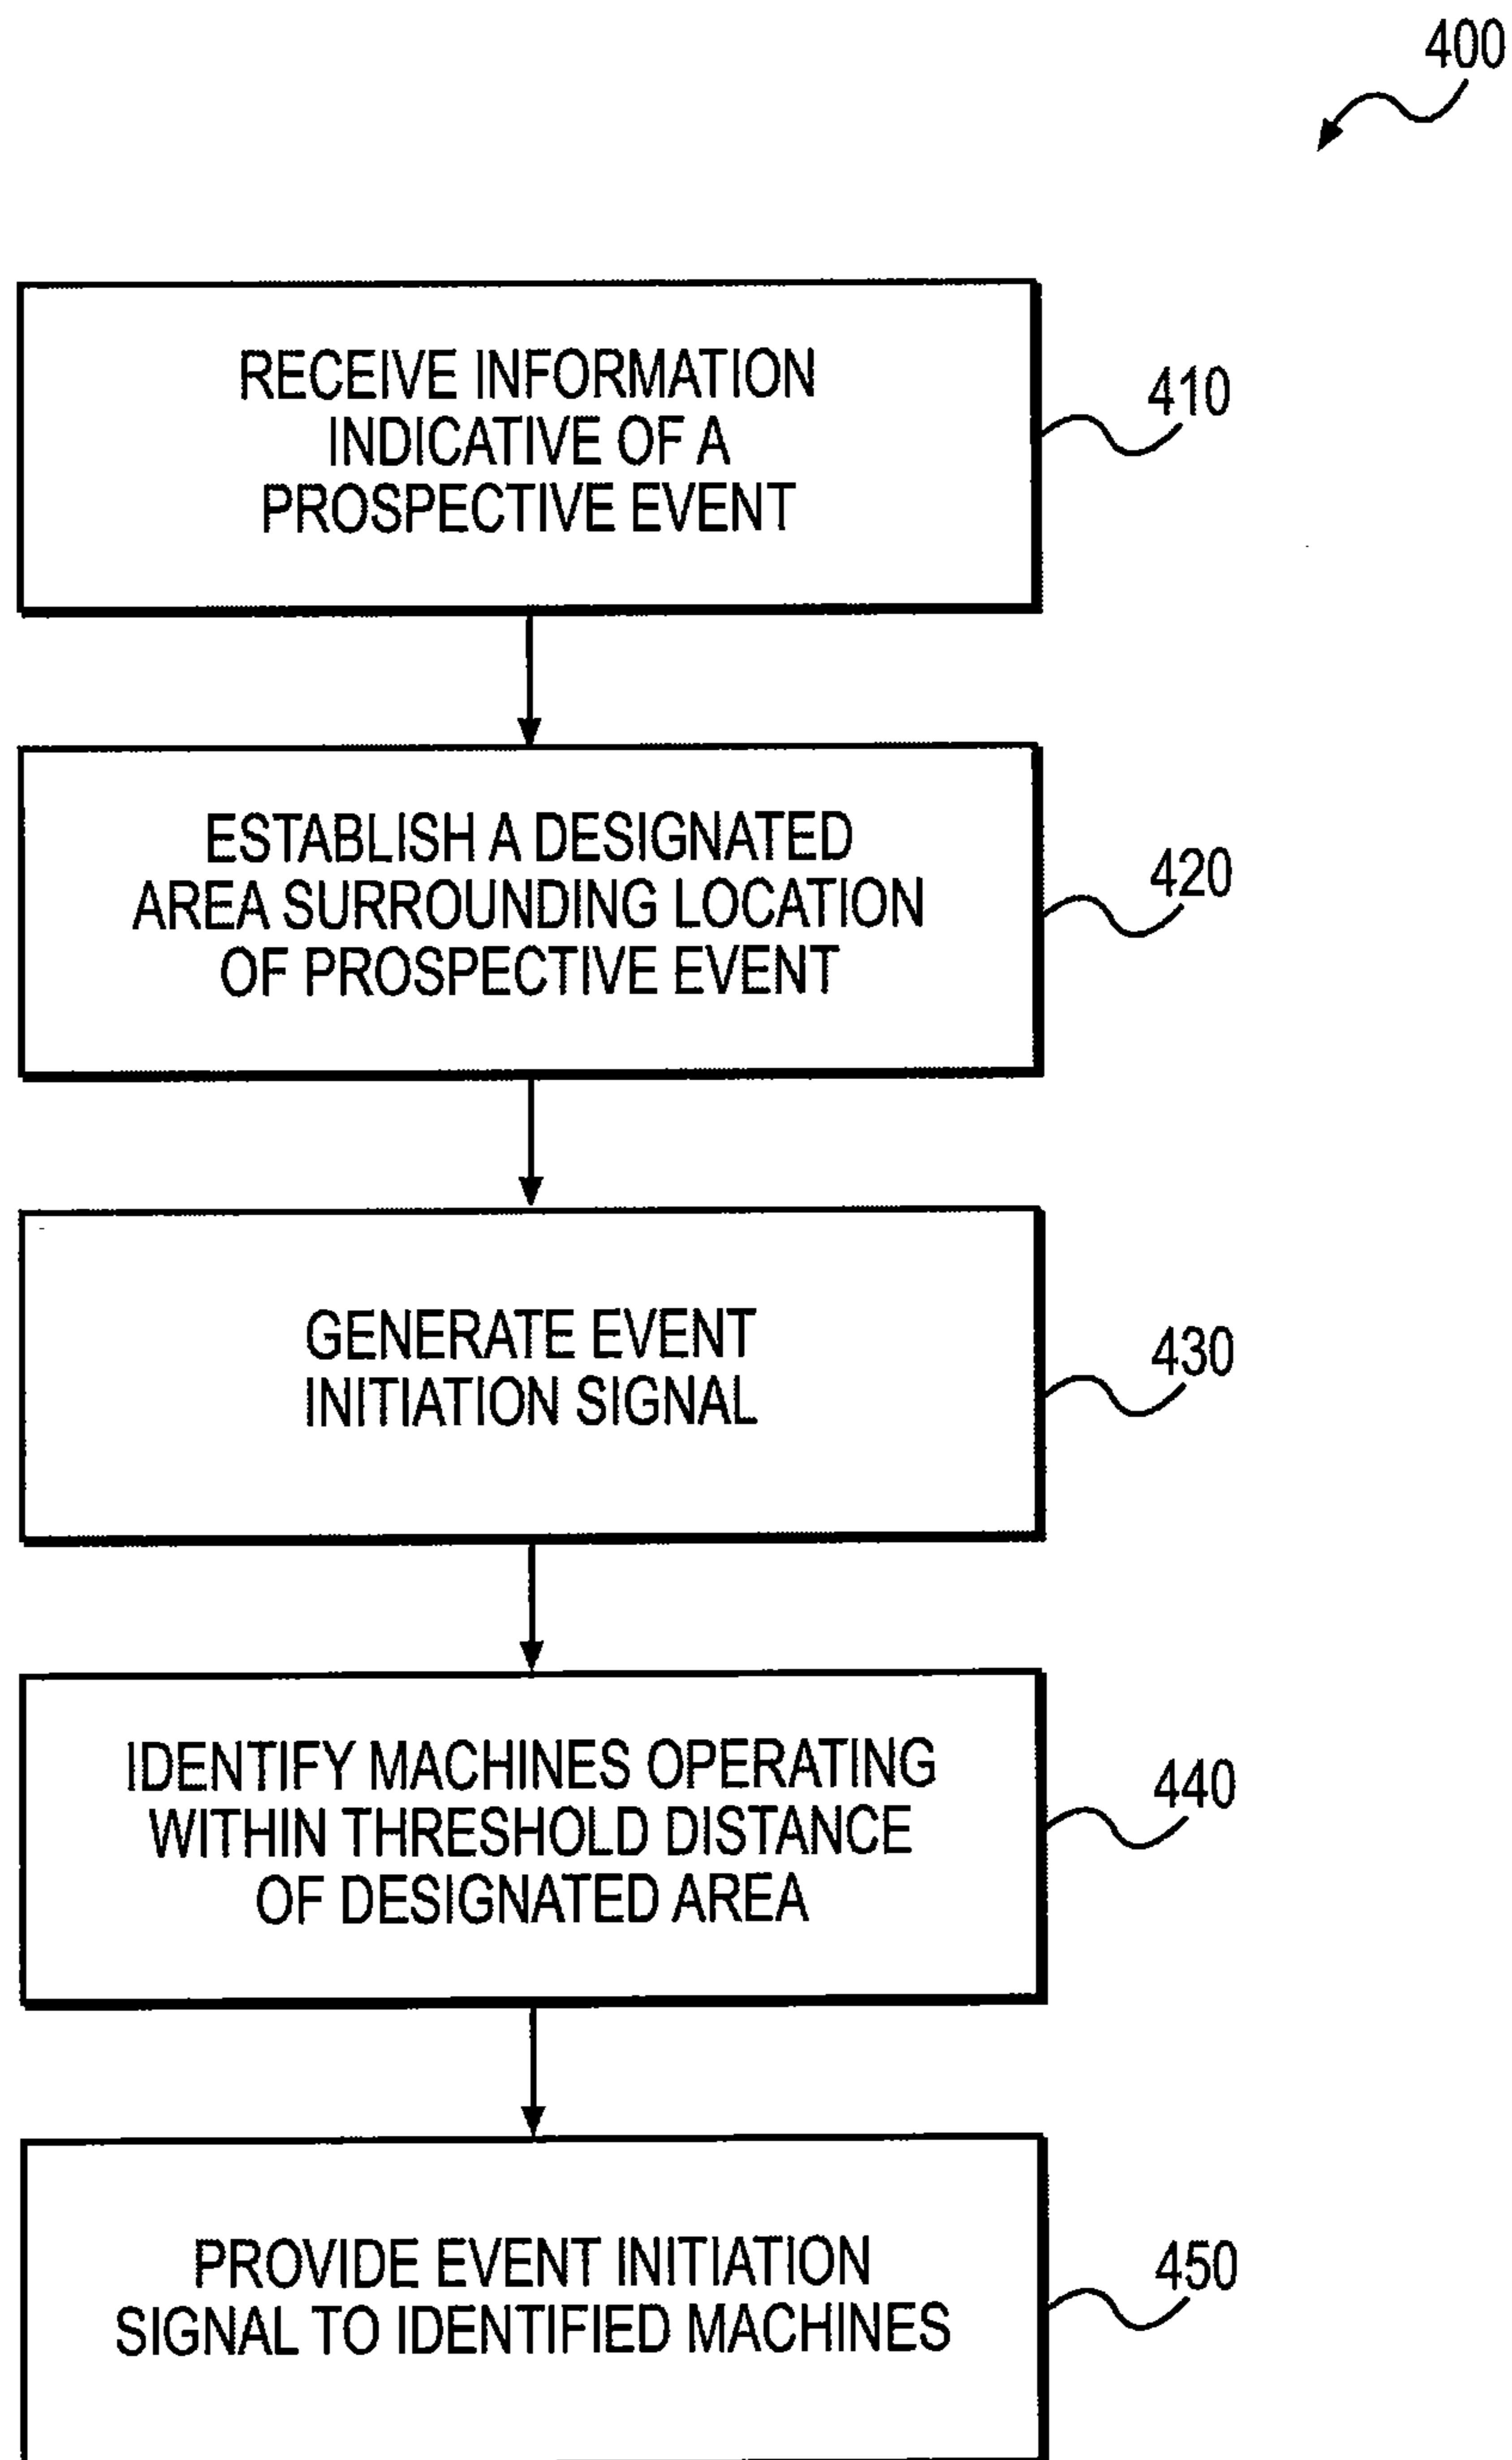 400
RECEIVE INFORMATION
INDICATIVE OF A
PROSPECTIVE EVENT
410
ESTABLISH A DESIGNATED
AREA SURROUNDING LOCATION
OF PROSPECTIVE EVENT
420
GENERATE EVENT
INITIATION SIGNAL
430
IDENTIFY MACHINES OPERATING
WITHIN THRESHOLD DISTANCE
OF DESIGNATED AREA
440
PROVIDE EVENT INITIATION
SIGNAL TO IDENTIFIED MACHINES
450